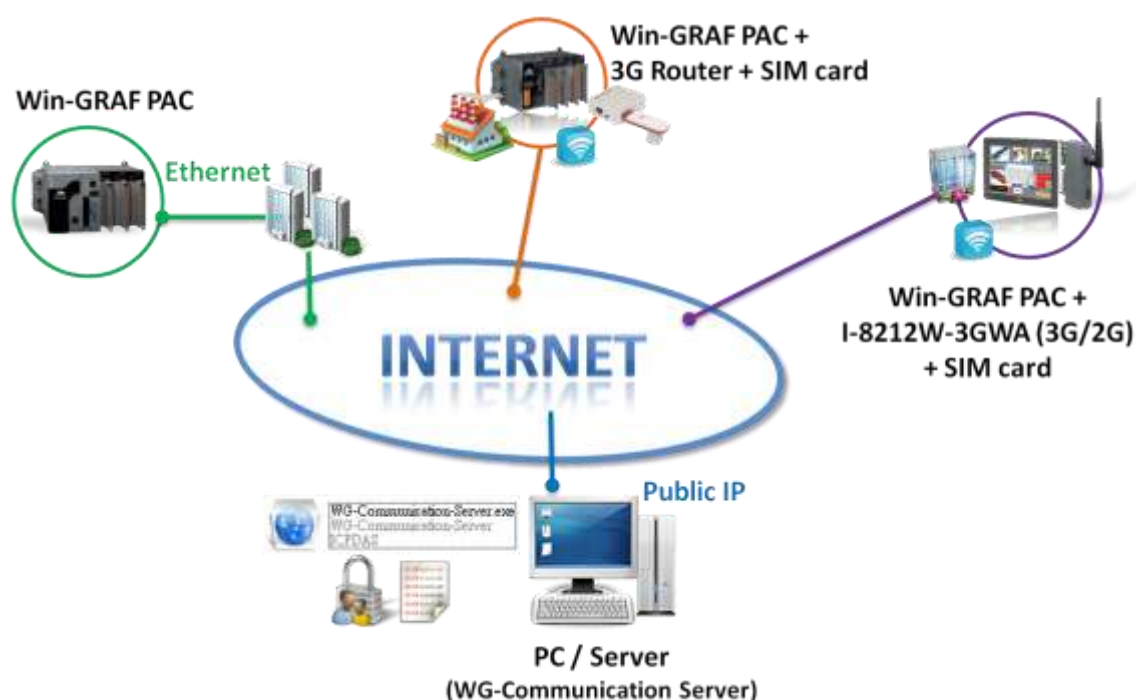 Win-GRAF PAC +
3G Router + SIM card
Win-GRAF PAC
Ethernet
Win-GRAF PAC +
I-8212W-3GWA (3G/2G)
+ SIM card
INTERNET
Public IP
WG-Communication-Server.exe
WG-Communication-Server
ICPDAS
PC / Server
(WG-Communication Server)